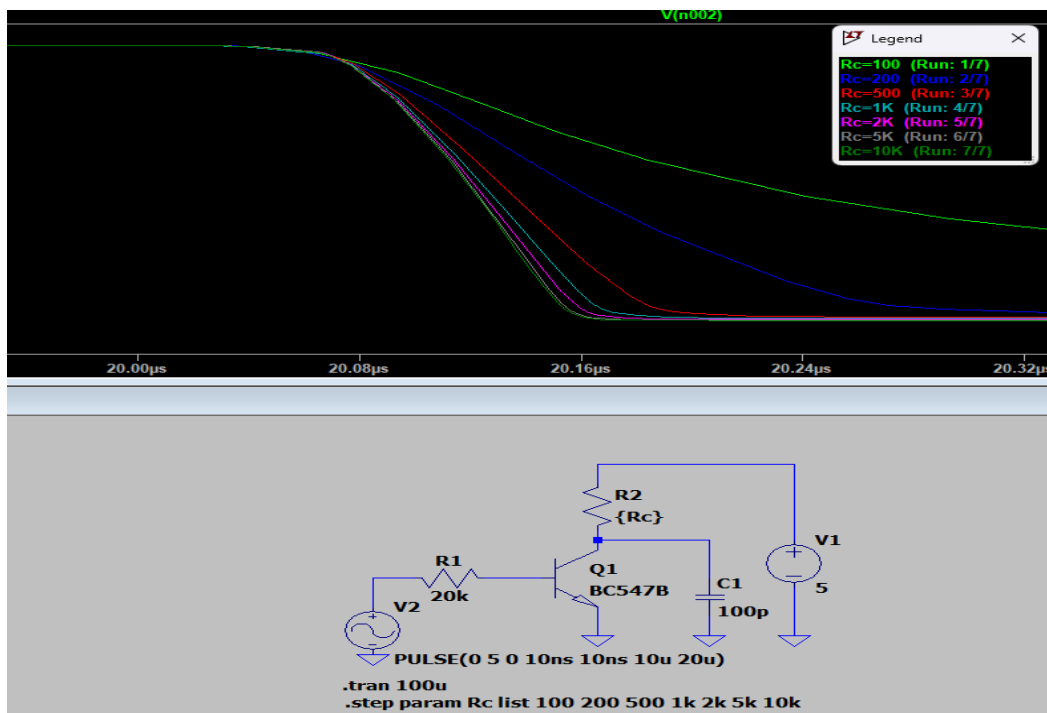 V(n002)
Legend
Rc=100 (Run: 1/7)
Rc=200 (Run: 2/7)
Rc=500 (Run: 3/7)
Rc=1K (Run: 4/7)
Rc=2K (Run: 5/7)
Rc=5K (Run: 6/7)
Rc=10K (Run: 7/7)
20.00µs 20.08µs 20.16µs 20.24µs 20.32µs
R2
{Rc}
V1
5
R1
20k
Q1
BC547B
C1
100p
V2
PULSE(0 5 0 10ns 10ns 10u 20u)
.tran 100u
.step param Rc list 100 200 500 1k 2k 5k 10k